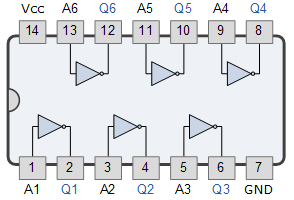 Vcc A6 Q6 A5 Q5 A4 Q4
14 13 12 11 10 9 8
1 2 3 4 5 6 7
A1 Q1 A2 Q2 A3 Q3 GND